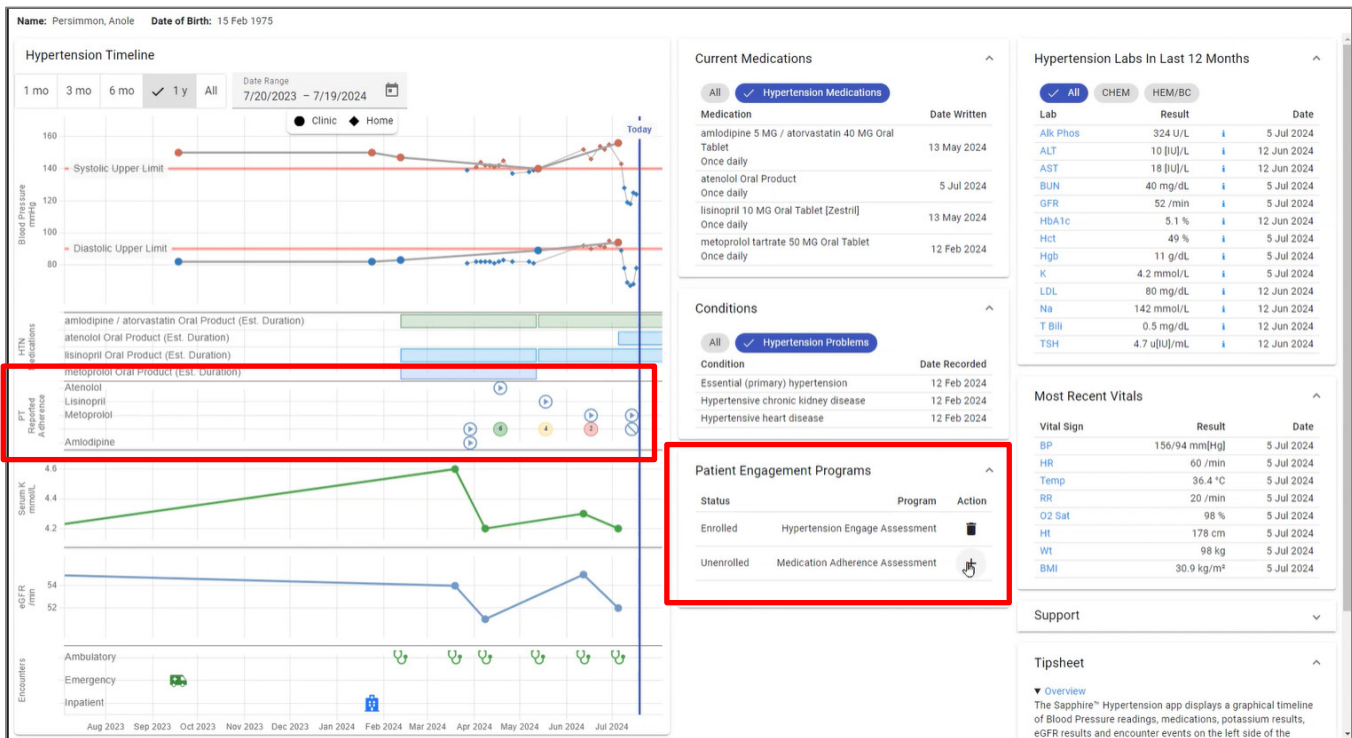 Name: Persimmon, Anole Date of Birth: 15 Feb 1975
Hypertension Timeline
1 mo 3 mo 6 mo 1 y All
Date Range
7/20/2023 – 7/19/2024
Clinic Home
Today
160
140
120
100
80
Systolic Upper Limit
Diastolic Upper Limit
Blood Pressure
mmHg
HTN
Medications
amlodipine / atorvastatin Oral Product (Est. Duration)
atenolol Oral Product (Est. Duration)
lisinopril Oral Product (Est. Duration)
metoprolol Oral Product (Est. Duration)
PT
Reported
Adherence
Atenolol
Lisinopril
Metoprolol
6 4 2
Amlodipine
Serum K
mmol/L
4.6
4.4
4.2
eGFR
/min
54
52
Encounters
Ambulatory
Emergency
Inpatient
Aug 2023 Sep 2023 Oct 2023 Nov 2023 Dec 2023 Jan 2024 Feb 2024 Mar 2024 Apr 2024 May 2024 Jun 2024 Jul 2024
Current Medications
All Hypertension Medications
Medication Date Written
amlodipine 5 MG / atorvastatin 40 MG Oral
Tablet 13 May 2024
Once daily
atenolol Oral Product 5 Jul 2024
Once daily
lisinopril 10 MG Oral Tablet [Zestril] 13 May 2024
Once daily
metoprolol tartrate 50 MG Oral Tablet 12 Feb 2024
Once daily
Conditions
All Hypertension Problems
Condition Date Recorded
Essential (primary) hypertension 12 Feb 2024
Hypertensive chronic kidney disease 12 Feb 2024
Hypertensive heart disease 12 Feb 2024
Patient Engagement Programs
Status Program Action
Enrolled Hypertension Engage Assessment
Unenrolled Medication Adherence Assessment
Hypertension Labs In Last 12 Months
All CHEM HEM/BC
Lab Result Date
Alk Phos 324 U/L i 5 Jul 2024
ALT 10 [IU]/L i 12 Jun 2024
AST 18 [IU]/L i 12 Jun 2024
BUN 40 mg/dL i 5 Jul 2024
GFR 52 /min i 5 Jul 2024
HbA1c 5.1 % i 12 Jun 2024
Hct 49 % i 5 Jul 2024
Hgb 11 g/dL i 5 Jul 2024
K 4.2 mmol/L i 5 Jul 2024
LDL 80 mg/dL i 12 Jun 2024
Na 142 mmol/L i 12 Jun 2024
T Bili 0.5 mg/dL i 12 Jun 2024
TSH 4.7 u[IU]/mL i 12 Jun 2024
Most Recent Vitals
Vital Sign Result Date
BP 156/94 mm[Hg] 5 Jul 2024
HR 60 /min 5 Jul 2024
Temp 36.4 °C 5 Jul 2024
RR 20 /min 5 Jul 2024
O2 Sat 98 % 5 Jul 2024
Ht 178 cm 5 Jul 2024
Wt 98 kg 5 Jul 2024
BMI 30.9 kg/m² 5 Jul 2024
Support
Tipsheet
Overview
The Sapphire™ Hypertension app displays a graphical timeline
of Blood Pressure readings, medications, potassium results,
eGFR results and encounter events on the left side of the